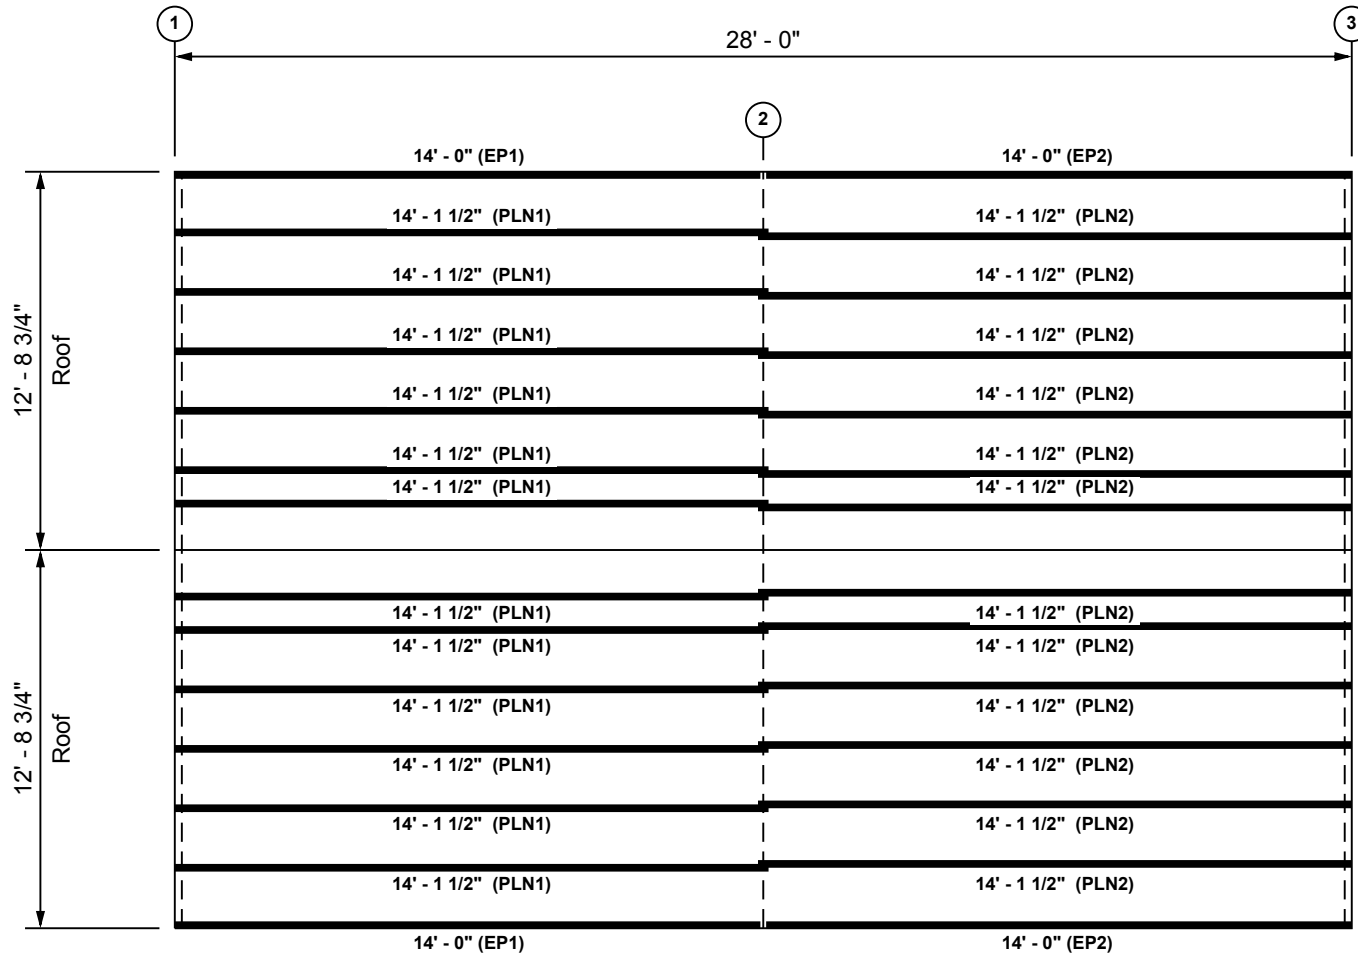 1
3
28' - 0"
2
14' - 0" (EP1)
14' - 0" (EP2)
14' - 1 1/2" (PLN1)
14' - 1 1/2" (PLN2)
14' - 1 1/2" (PLN1)
14' - 1 1/2" (PLN2)
14' - 1 1/2" (PLN1)
14' - 1 1/2" (PLN2)
12' - 8 3/4"
Roof
14' - 1 1/2" (PLN1)
14' - 1 1/2" (PLN2)
14' - 1 1/2" (PLN1)
14' - 1 1/2" (PLN2)
14' - 1 1/2" (PLN1)
14' - 1 1/2" (PLN2)
14' - 1 1/2" (PLN1)
14' - 1 1/2" (PLN2)
14' - 1 1/2" (PLN1)
14' - 1 1/2" (PLN2)
14' - 1 1/2" (PLN1)
14' - 1 1/2" (PLN2)
12' - 8 3/4"
Roof
14' - 1 1/2" (PLN1)
14' - 1 1/2" (PLN2)
14' - 1 1/2" (PLN1)
14' - 1 1/2" (PLN2)
14' - 1 1/2" (PLN1)
14' - 1 1/2" (PLN2)
14' - 0" (EP1)
14' - 0" (EP2)